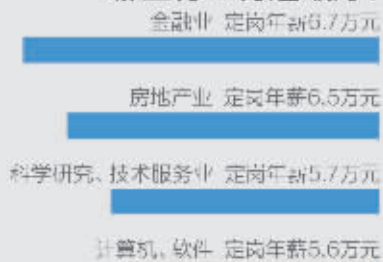 金融业 定岗年薪6.7万元
房地产业 定岗年薪6.5万元
科学研究、技术服务业 定岗年薪5.7万元
计算机、软件 定岗年薪5.6万元